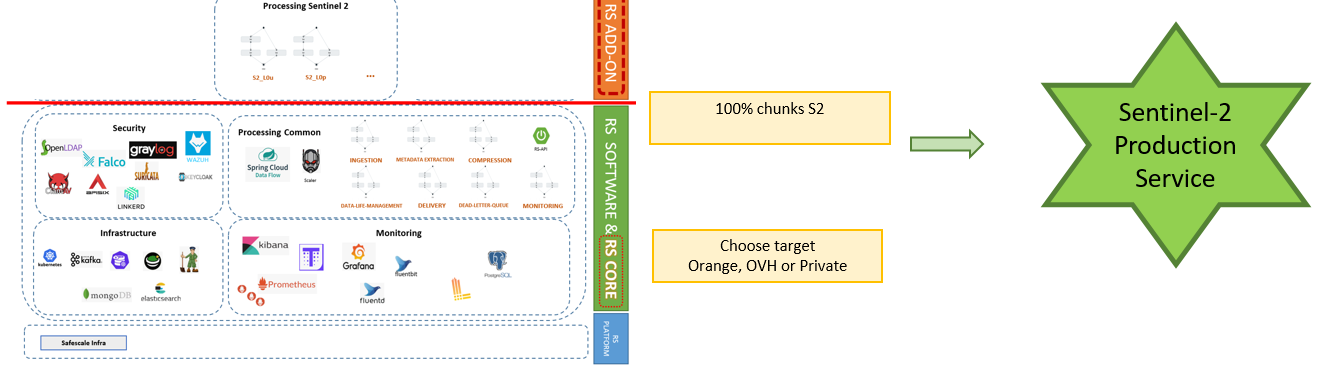 Processing Sentinel 2
S2_L0u
S2_L0p
...
RS ADD-ON
100% chunks S2
Sentinel-2
Production
Service
Security
OpenLDAP
Falco
graylog
WAZUH
SURICATA
KEYCLOAK
APISIX
LINKERD
Processing Common
Spring Cloud
Data Flow
Scaler
INGESTION
METADATA EXTRACTION
COMPRESSION
RS-API
DATA-LIFE-MANAGEMENT
DELIVERY
DEAD-LETTER-QUEUE
MONITORING
RS SOFTWARE & RS CORE
Infrastructure
kubernetes
kafka
mongoDB
elasticsearch
Monitoring
kibana
Grafana
fluentbit
PostgreSQL
Prometheus
fluentd
Choose target
Orange, OVH or Private
Safescale Infra
RS
PLATFORM